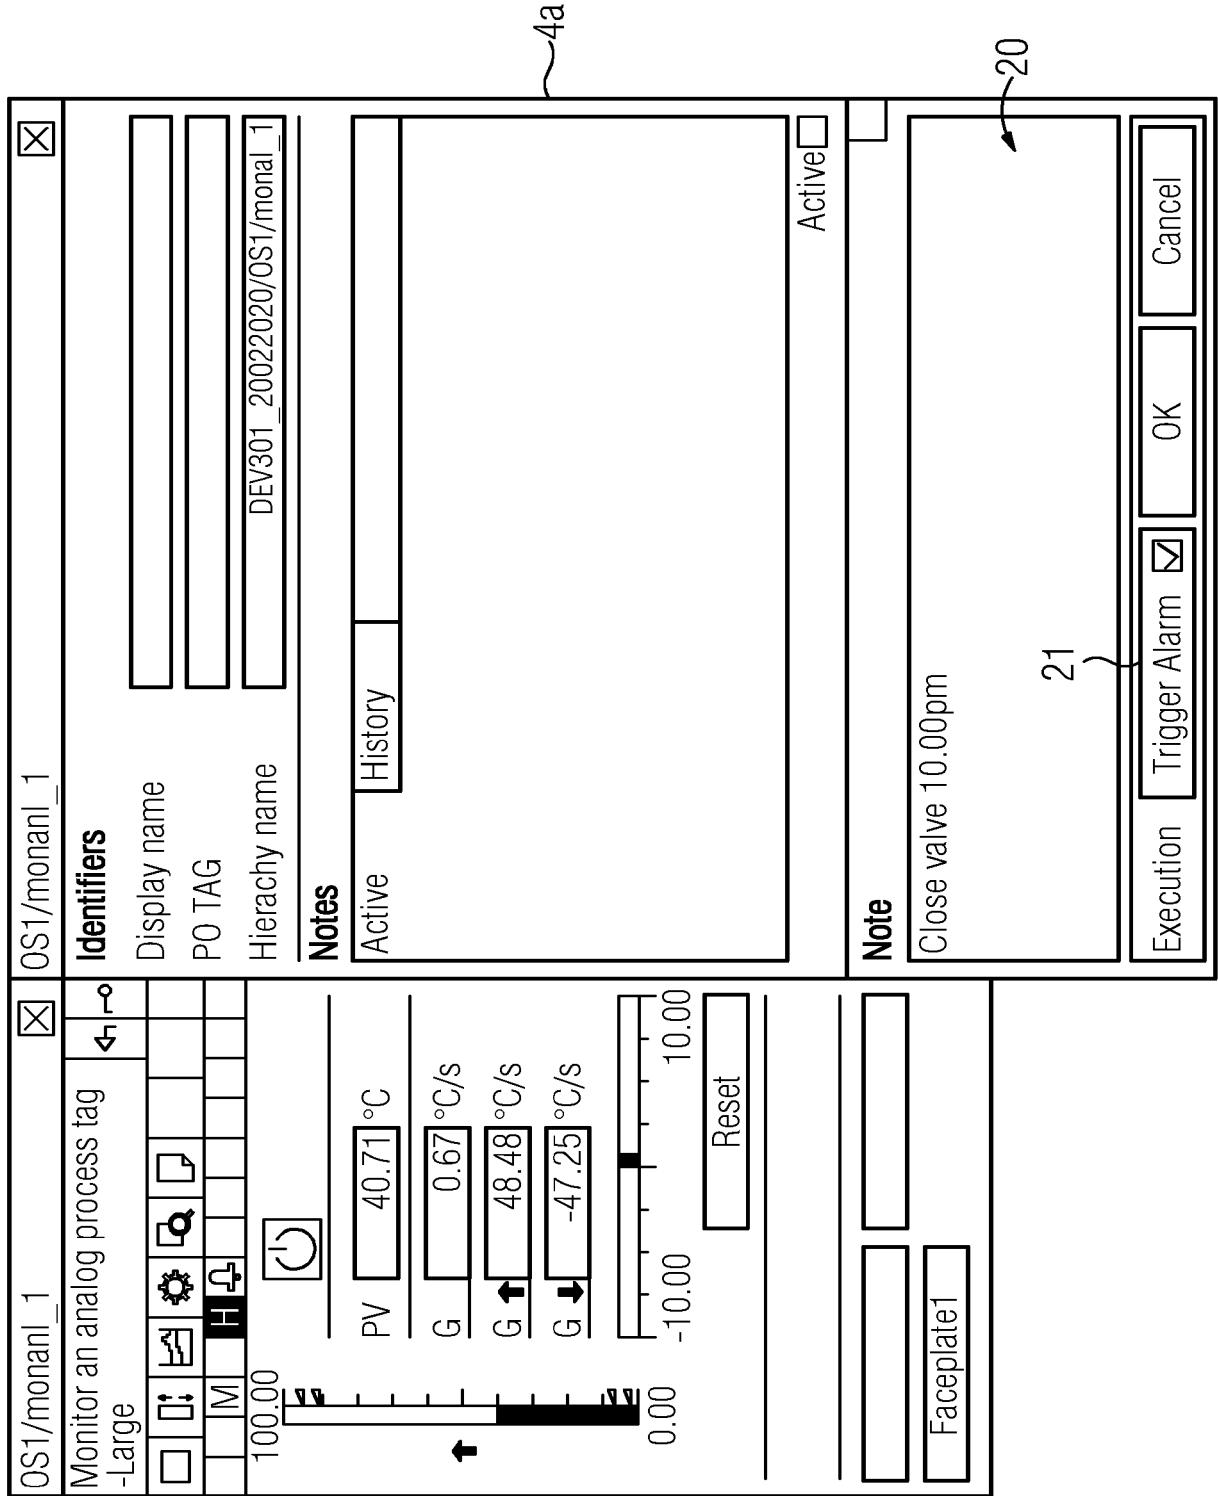 OS1/monanl_1
Monitor an analog process tag
-Large
M
H
100.00
0.00
PV
40.71
°C
G
0.67
°C/s
G
48.48
°C/s
G
-47.25
°C/s
-10.00
10.00
Reset
Faceplate1
OS1/monanl_1
Identifiers
Display name
PO TAG
Hierachy name
DEV301_20022020/OS1/monal_1
Notes
Active
History
Active
4a
Note
Close valve 10.00pm
20
21
Execution
Trigger Alarm
OK
Cancel